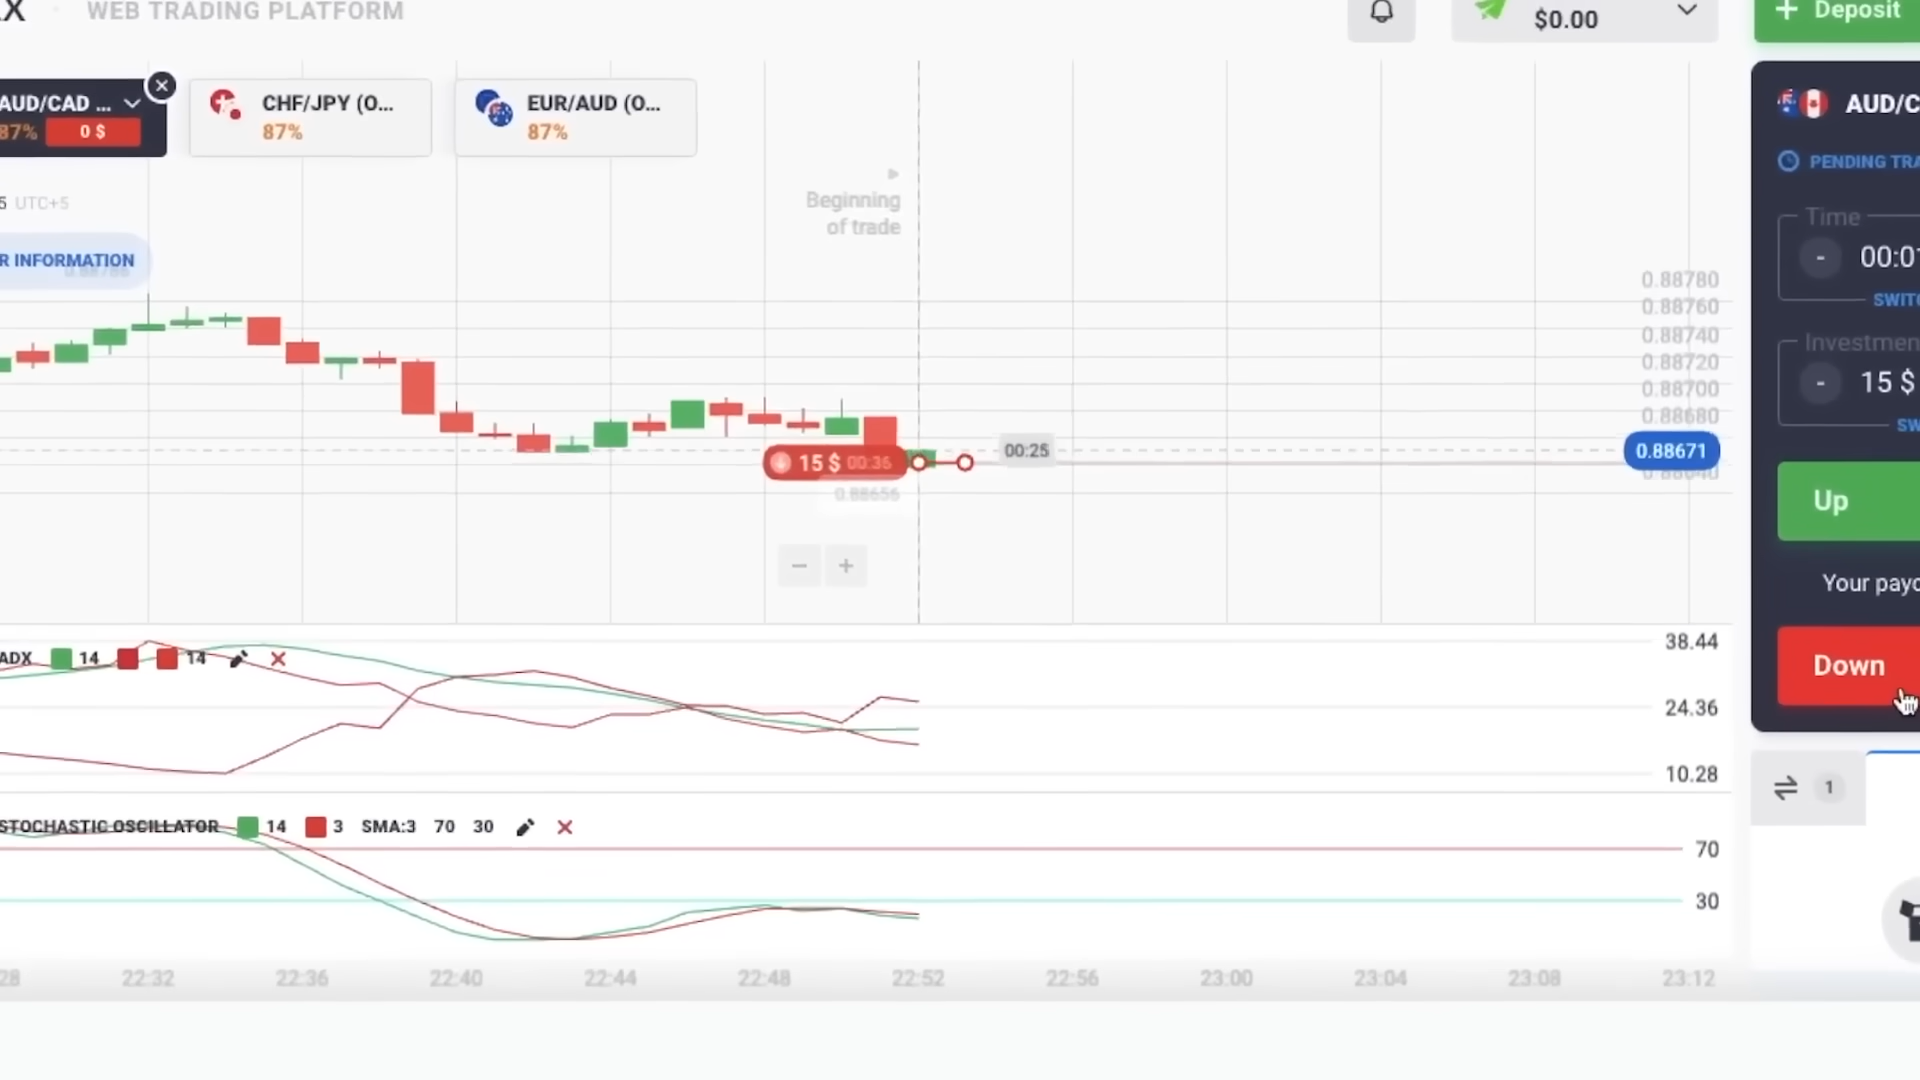 X WEB TRADING PLATFORM
$0.00
+ Deposit
AUD/CAD ...
87% 0 $
CHF/JPY (O...
87%
EUR/AUD (O...
87%
AUD/C
PENDING TRA
5 UTC+5
Beginning
of trade
R INFORMATION
Time
- 00:01
SWITC
Investmen
- 15 $
SW
0.88780
0.88760
0.88740
0.88720
0.88700
0.88680
0.88671
15 $ 00:36
00:25
0.88656
Up
Your payo
Down
ADX 14 14
38.44
24.36
10.28
1
STOCHASTIC OSCILLATOR 14 3 SMA:3 70 30
70
30
28 22:32 22:36 22:40 22:44 22:48 22:52 22:56 23:00 23:04 23:08 23:12